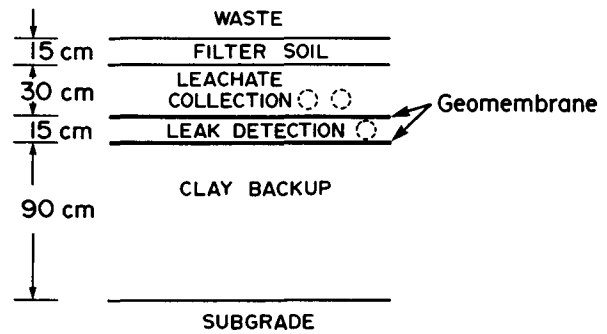 WASTE
15 cm FILTER SOIL
30 cm LEACHATE
COLLECTION
Geomembrane
15 cm LEAK DETECTION
CLAY BACKUP
90 cm
SUBGRADE